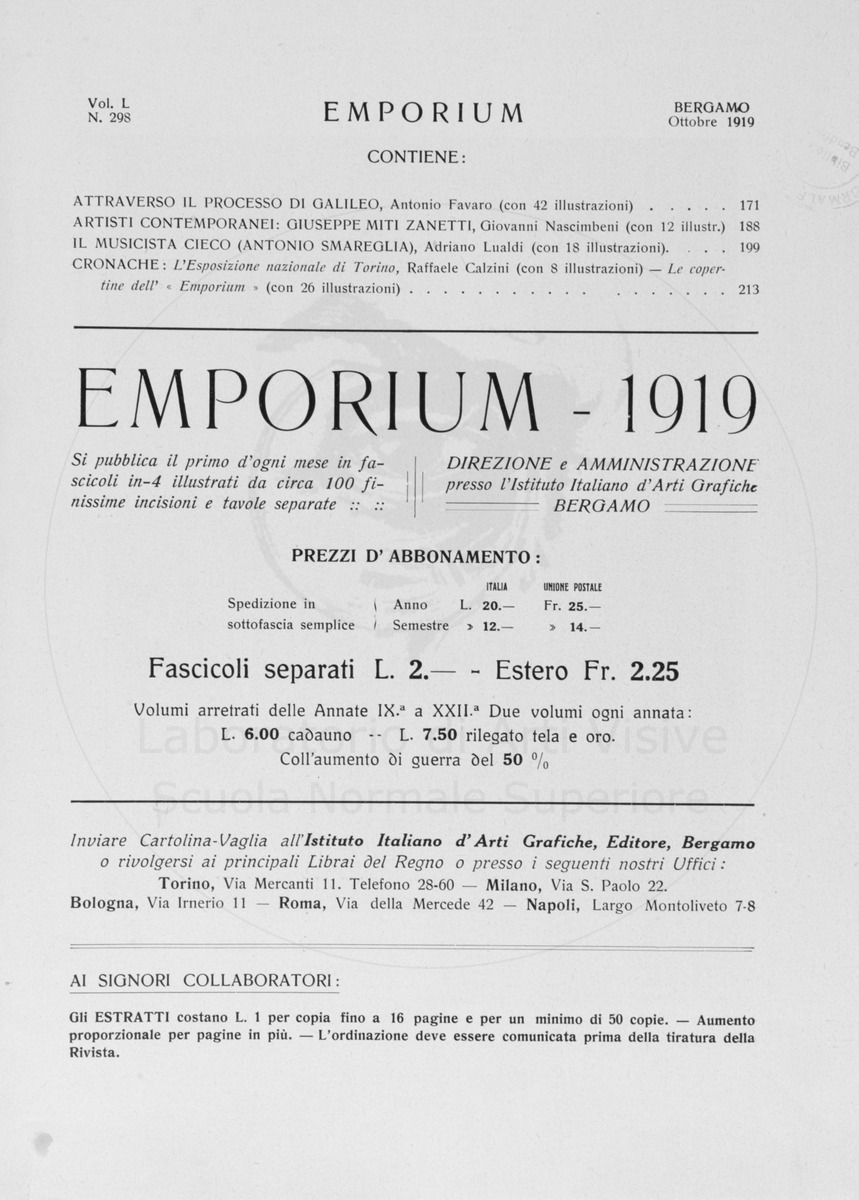 Vol. L
N. 298
EMPORIUM
BERGAMO
Ottobre 1919
CONTIENE:
ATTRAVERSO IL PROCESSO DI GALILEO, Antonio Favaro (con 42 illustrazioni) . . . . . 171
ARTISTI CONTEMPORANEI: GIUSEPPE MITI ZANETTI, Giovanni Nascimbeni (con 12 illustr.) 188
IL MUSICISTA CIECO (ANTONIO SMAREGLIA), Adriano Lualdi (con 18 illustrazioni). . . . 199
CRONACHE: L'Esposizione nazionale di Torino, Raffaele Calzini (con 8 illustrazioni) — Le coper-
tine dell' « Emporium » (con 26 illustrazioni) . . . . . . . . . . . . . . . . . . 213
EMPORIUM - 1919
Si pubblica il primo d'ogni mese in fa-
scicoli in-4 illustrati da circa 100 fi-
nissime incisioni e tavole separate :: ::
DIREZIONE e AMMINISTRAZIONE
presso l'Istituto Italiano d'Arti Grafiche
BERGAMO
PREZZI D'ABBONAMENTO:
ITALIA UNIONE POSTALE
Spedizione in Anno L. 20.— Fr. 25.—
sottofascia semplice Semestre » 12.— » 14.—
Fascicoli separati L. 2.— - Estero Fr. 2.25
Volumi arretrati delle Annate IX.ª a XXII.ª Due volumi ogni annata:
L. 6.00 cadauno -- L. 7.50 rilegato tela e oro.
Coll'aumento di guerra del 50 %
Laboratorio di Arti Visive
Scuola Normale Superiore
Inviare Cartolina-Vaglia all'Istituto Italiano d'Arti Grafiche, Editore, Bergamo
o rivolgersi ai principali Librai del Regno o presso i seguenti nostri Uffici:
Torino, Via Mercanti 11. Telefono 28-60 — Milano, Via S. Paolo 22.
Bologna, Via Irnerio 11 — Roma, Via della Mercede 42 — Napoli, Largo Montoliveto 7-8
AI SIGNORI COLLABORATORI:
Gli ESTRATTI costano L. 1 per copia fino a 16 pagine e per un minimo di 50 copie. — Aumento
proporzionale per pagine in più. — L'ordinazione deve essere comunicata prima della tiratura della
Rivista.